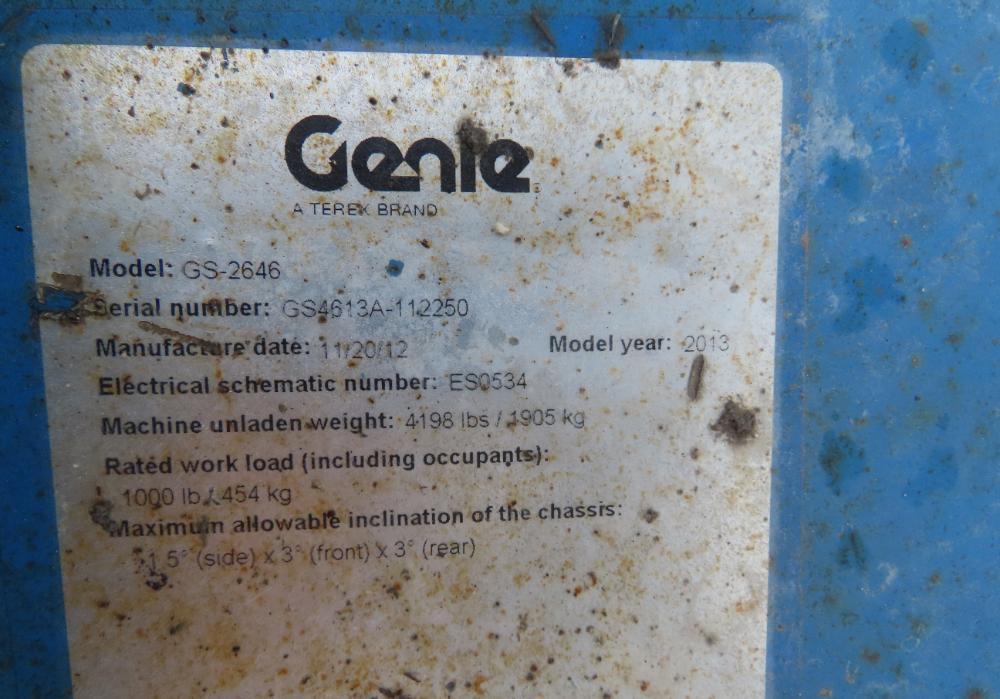 Genie
A TEREX BRAND
Model: GS-2646
Serial number: GS4613A-112250
Manufacture date: 11/20/12 Model year: 2013
Electrical schematic number: ES0534
Machine unladen weight: 4198 lbs / 1905 kg
Rated work load (including occupants):
1000 lb / 454 kg
Maximum allowable inclination of the chassis:
1.5° (side) x 3° (front) x 3° (rear)